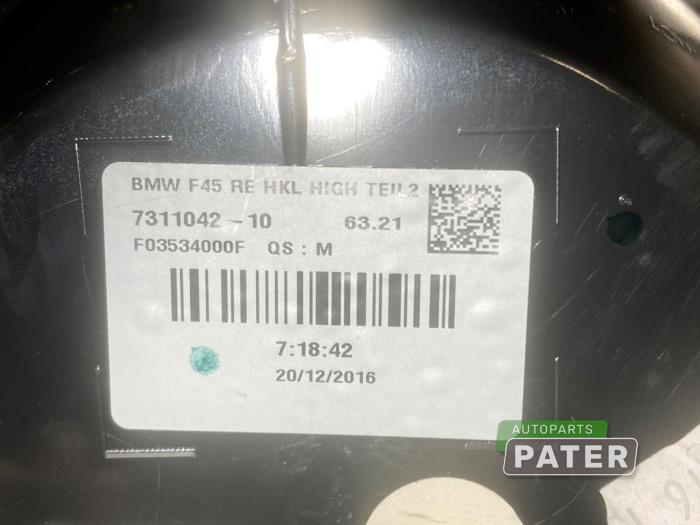 BMW F45 RE HKL HIGH TEIL2
7311042-10 63.21
F03534000F QS : M
7:18:42
20/12/2016
AUTOPARTS
PATER